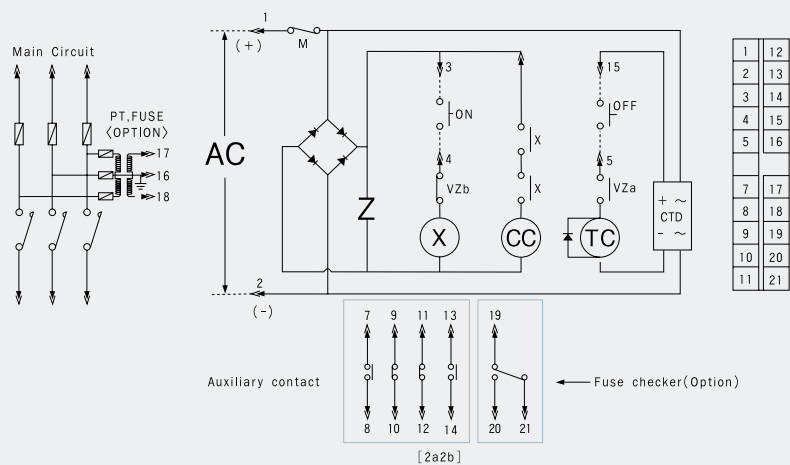 Main Circuit
PT,FUSE
〈OPTION〉
17
16
18
1
(+)
M
AC
2
(-)
Z
3
ON
4
VZb
X
X
X
CC
15
OFF
5
VZa
TC
+ ~
CTD
- ~
1 12
2 13
3 14
4 15
5 16
7 17
8 18
9 19
10 20
11 21
7 9 11 13
8 10 12 14
19
20 21
Auxiliary contact
Fuse checker(Option)
[2a2b]